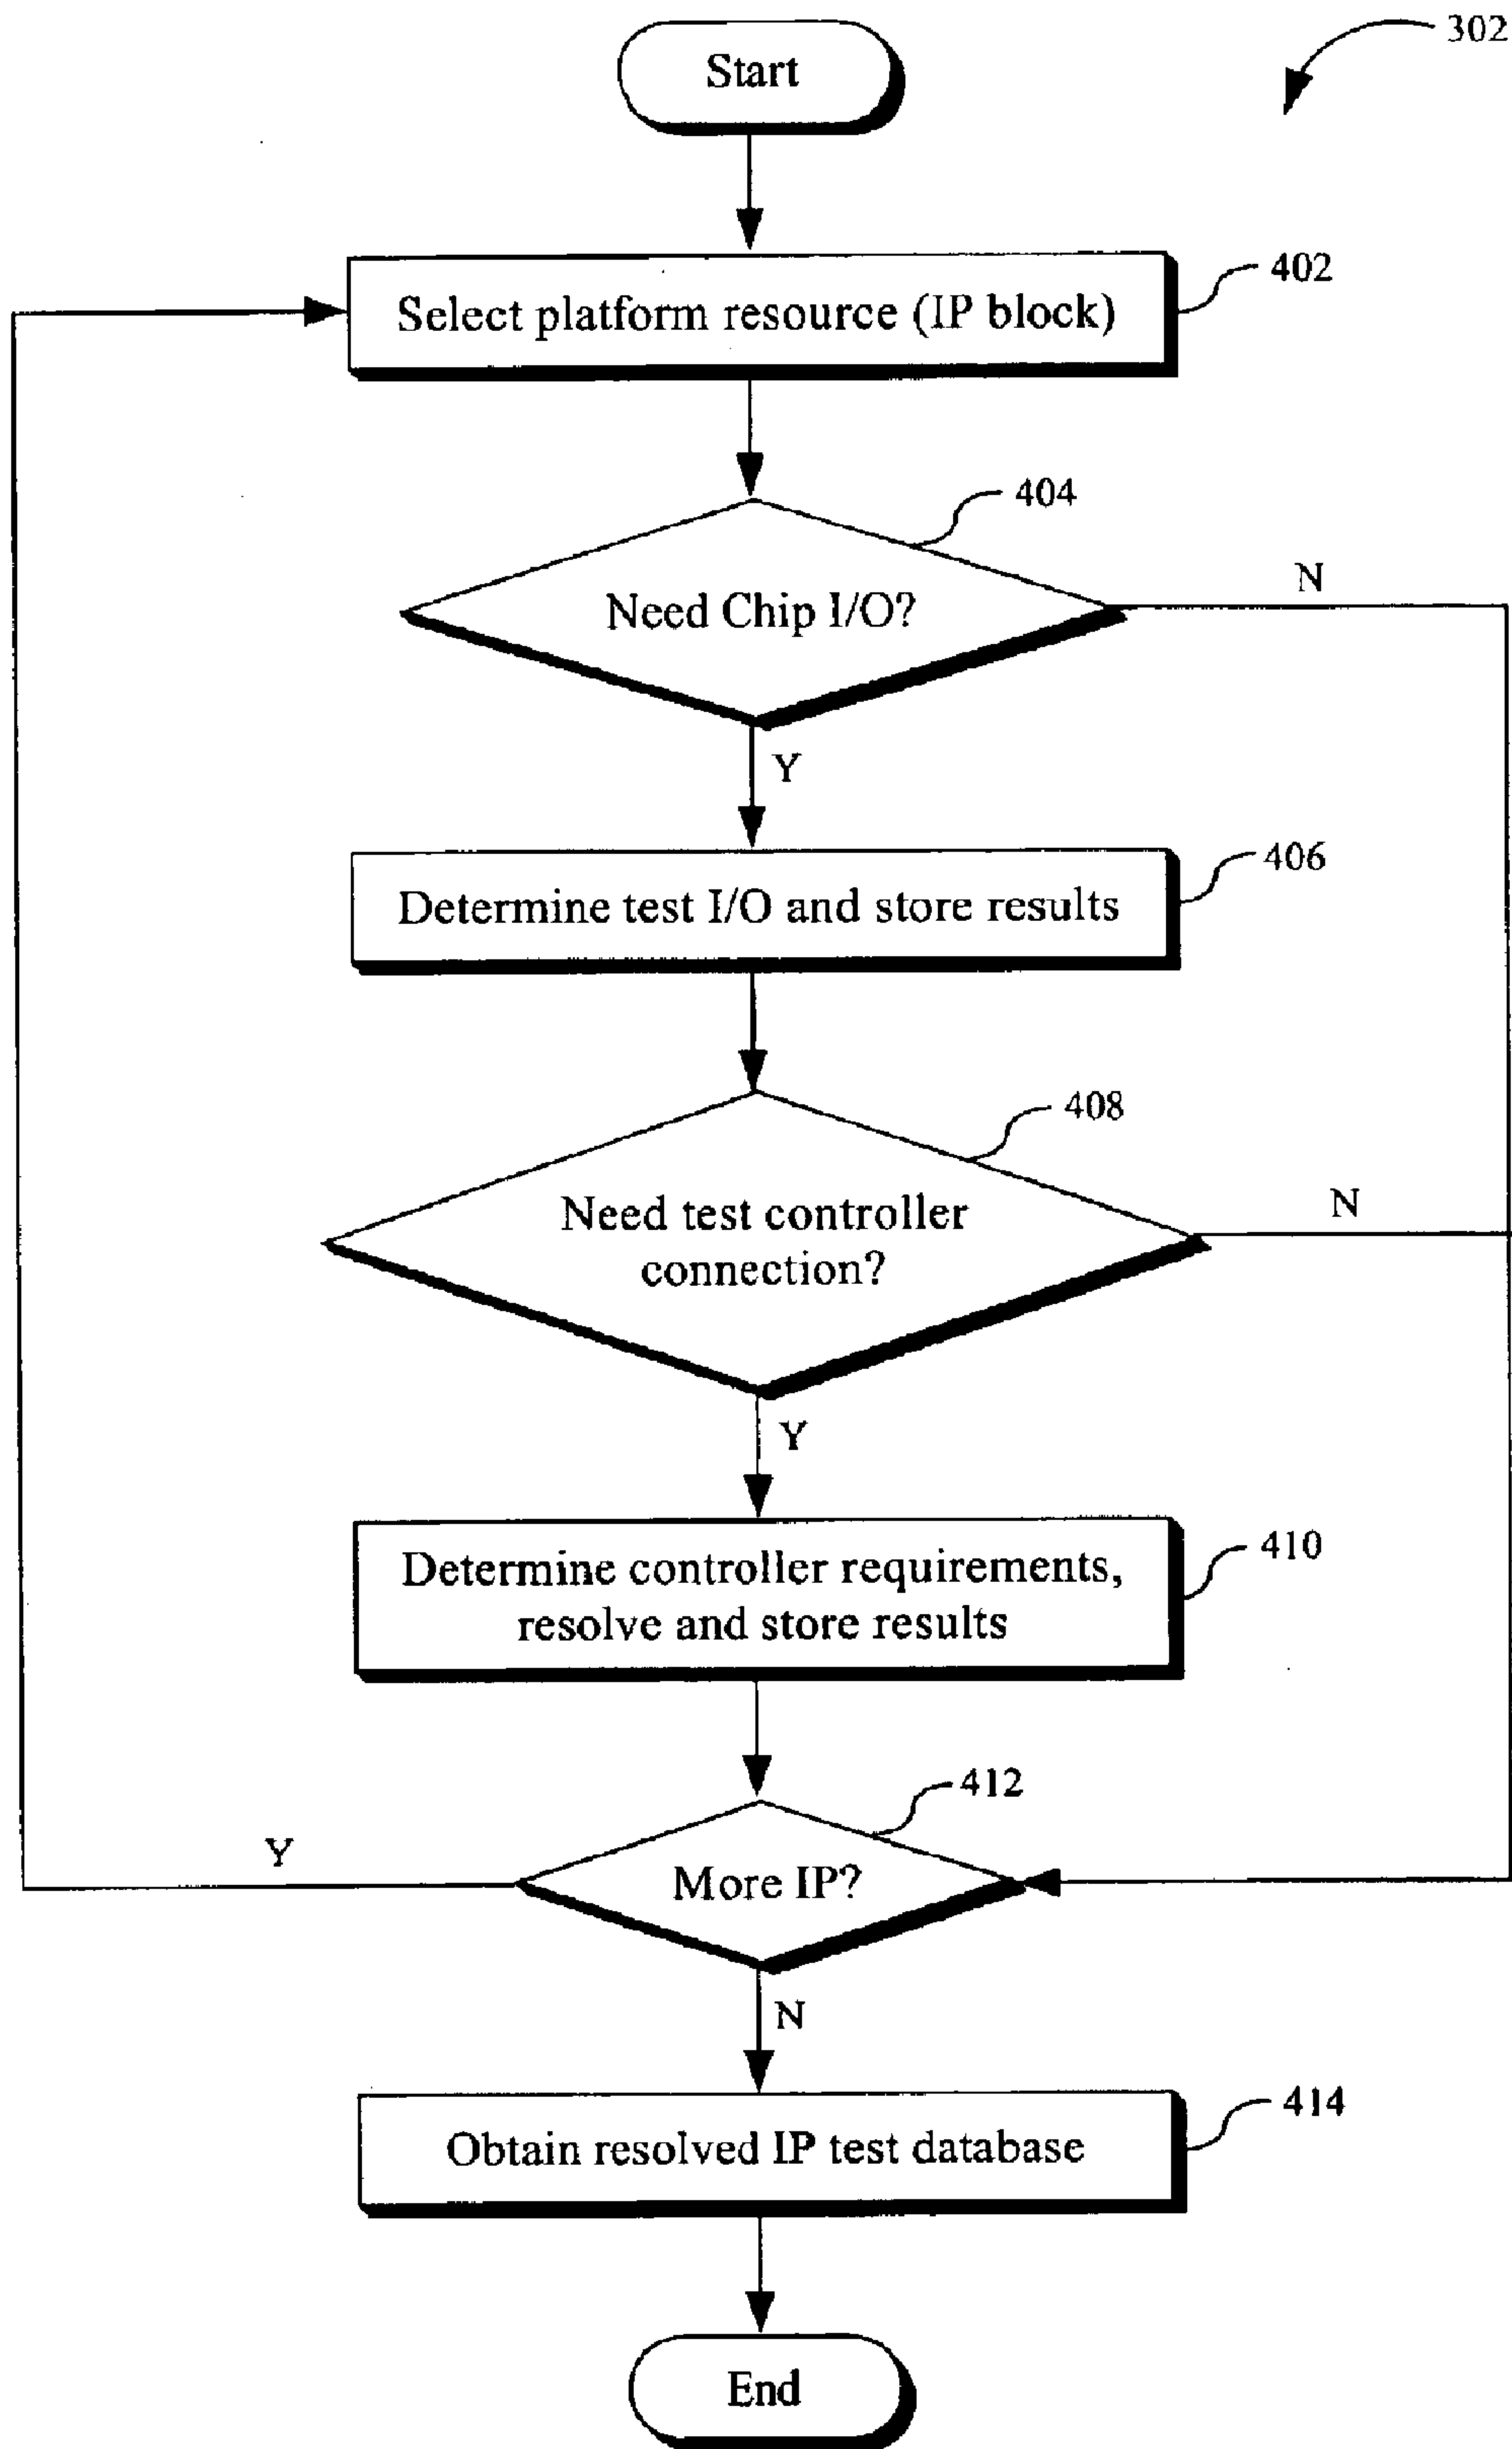 302
Start
402
Select platform resource (IP block)
404
Need Chip I/O?
N
Y
406
Determine test I/O and store results
408
Need test controller
connection?
N
Y
410
Determine controller requirements,
resolve and store results
412
More IP?
Y
N
414
Obtain resolved IP test database
End